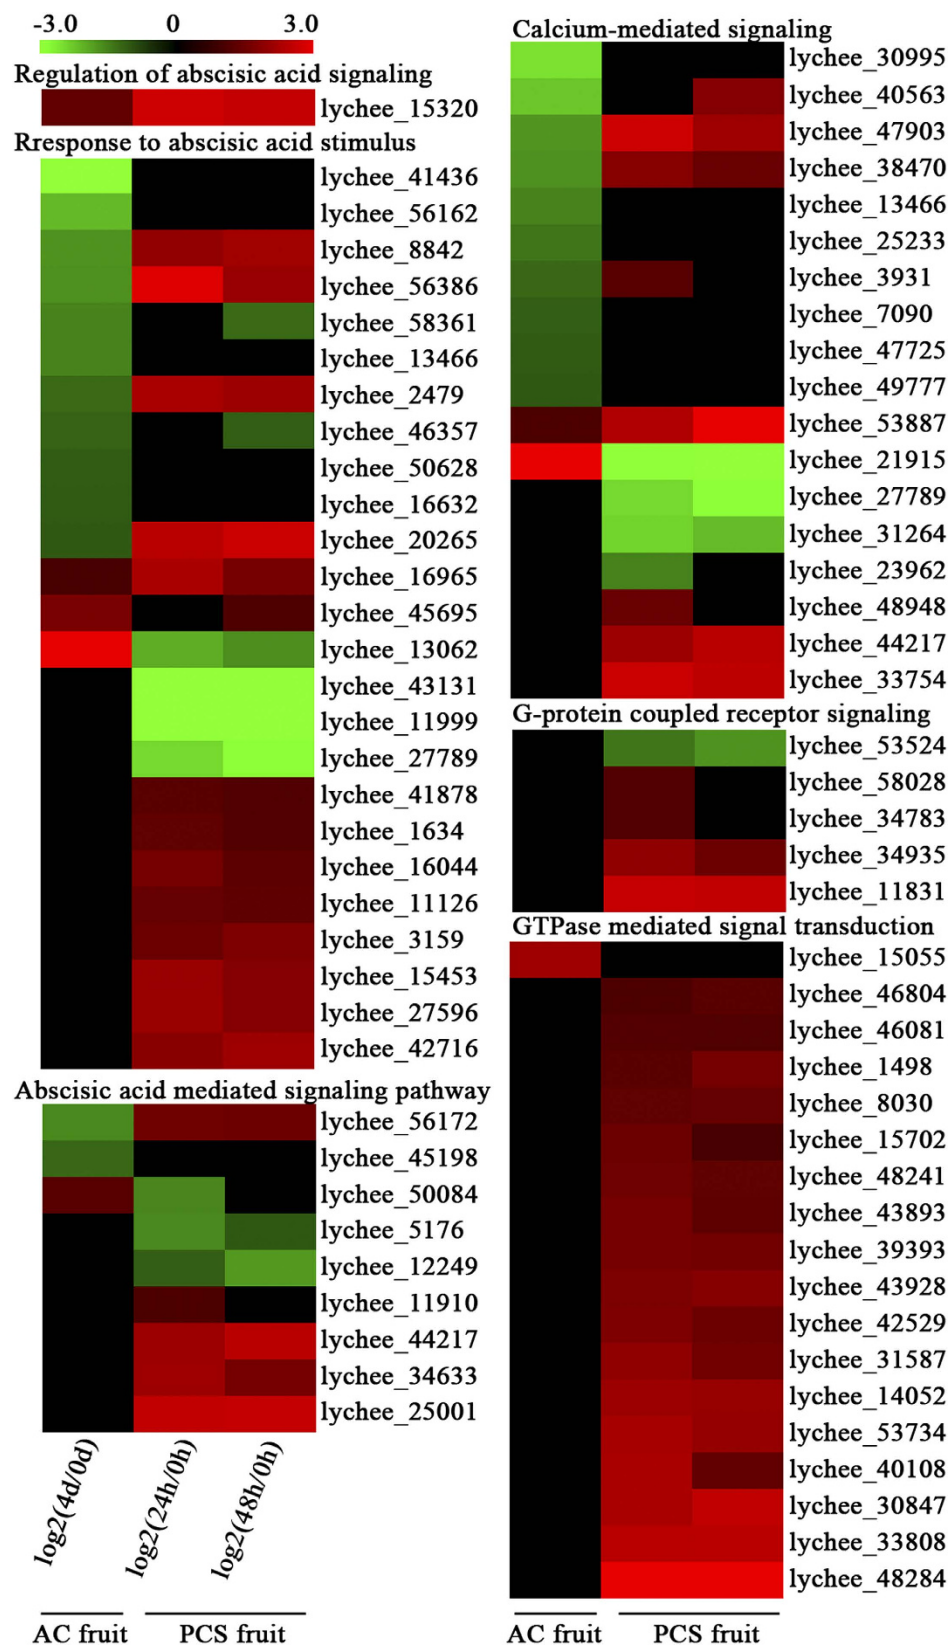 -3.0 0 3.0
Regulation of abscisic acid signaling
lychee_15320
Rresponse to abscisic acid stimulus
lychee_41436
lychee_56162
lychee_8842
lychee_56386
lychee_58361
lychee_13466
lychee_2479
lychee_46357
lychee_50628
lychee_16632
lychee_20265
lychee_16965
lychee_45695
lychee_13062
lychee_43131
lychee_11999
lychee_27789
lychee_41878
lychee_1634
lychee_16044
lychee_11126
lychee_3159
lychee_15453
lychee_27596
lychee_42716
Abscisic acid mediated signaling pathway
lychee_56172
lychee_45198
lychee_50084
lychee_5176
lychee_12249
lychee_11910
lychee_44217
lychee_34633
lychee_25001
log2(4d/0d)
log2(24h/0h)
log2(48h/0h)
AC fruit PCS fruit
Calcium-mediated signaling
lychee_30995
lychee_40563
lychee_47903
lychee_38470
lychee_13466
lychee_25233
lychee_3931
lychee_7090
lychee_47725
lychee_49777
lychee_53887
lychee_21915
lychee_27789
lychee_31264
lychee_23962
lychee_48948
lychee_44217
lychee_33754
G-protein coupled receptor signaling
lychee_53524
lychee_58028
lychee_34783
lychee_34935
lychee_11831
GTPase mediated signal transduction
lychee_15055
lychee_46804
lychee_46081
lychee_1498
lychee_8030
lychee_15702
lychee_48241
lychee_43893
lychee_39393
lychee_43928
lychee_42529
lychee_31587
lychee_14052
lychee_53734
lychee_40108
lychee_30847
lychee_33808
lychee_48284
AC fruit PCS fruit